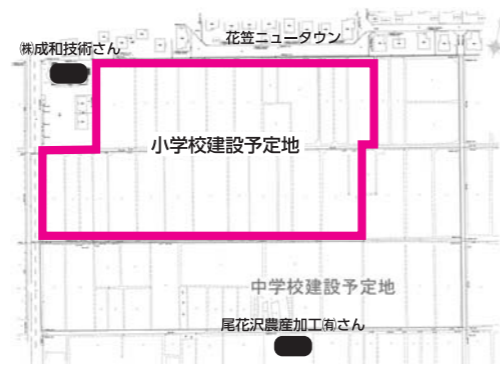 花笠ニュータウン
㈱成和技術さん
小学校建設予定地
中学校建設予定地
尾花沢農産加工㈲さん